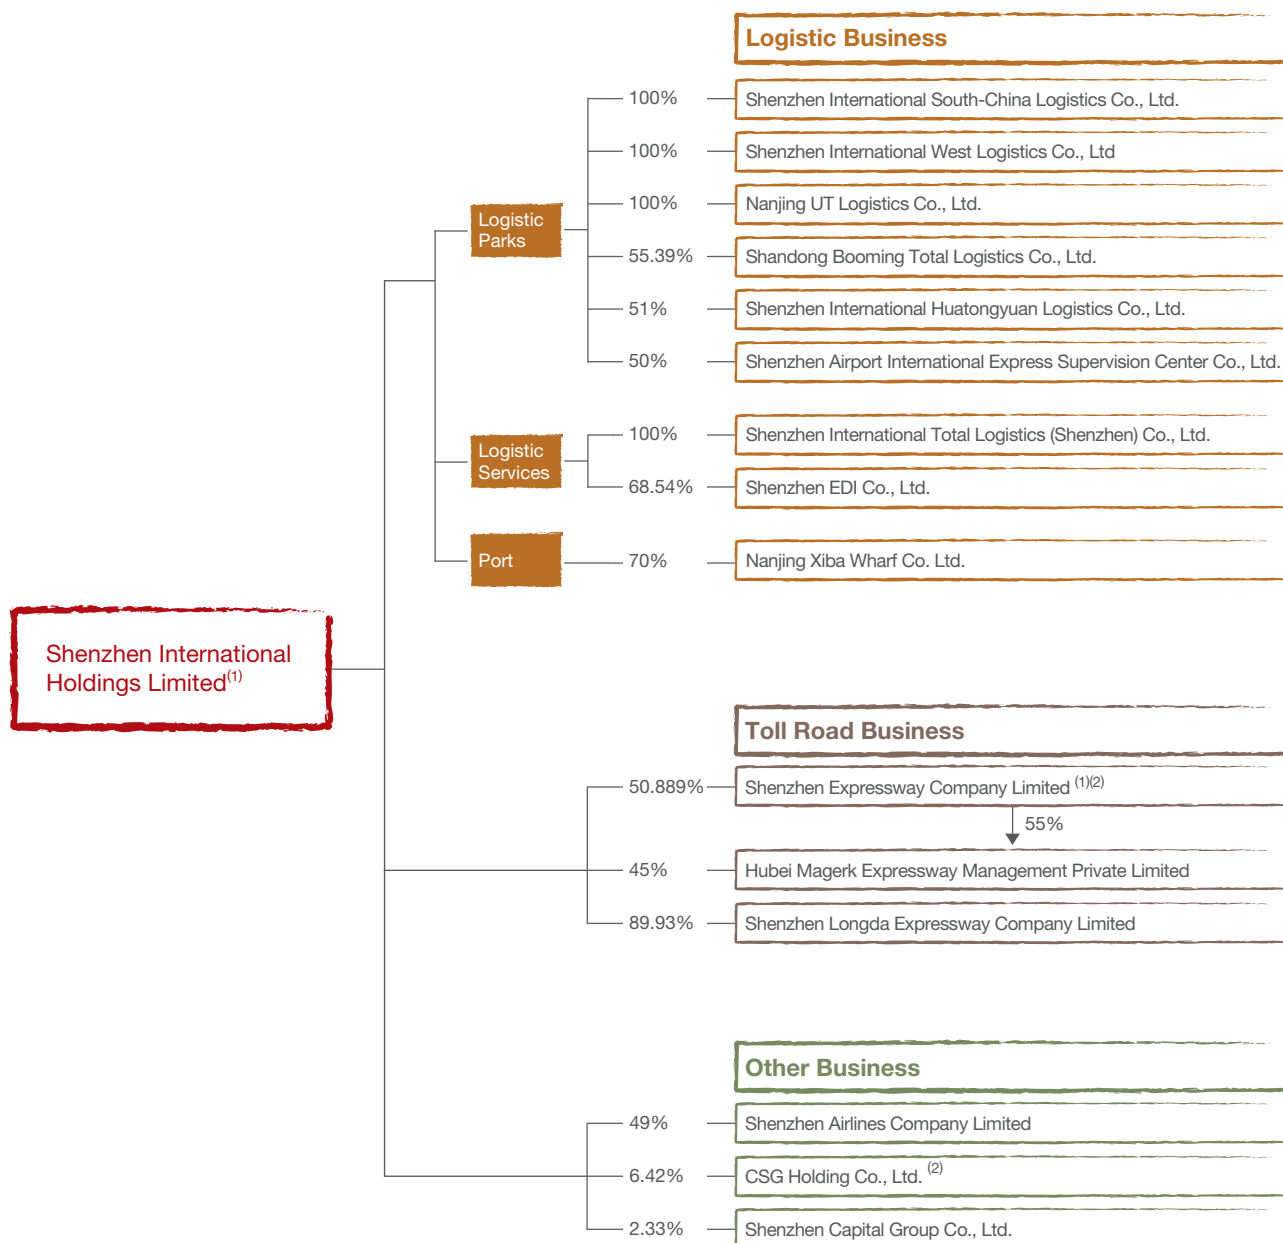 Logistic Business
100%
Shenzhen International South-China Logistics Co., Ltd.
100%
Shenzhen International West Logistics Co., Ltd
Logistic
Parks
100%
Nanjing UT Logistics Co., Ltd.
55.39%
Shandong Booming Total Logistics Co., Ltd.
51%
Shenzhen International Huatongyuan Logistics Co., Ltd.
50%
Shenzhen Airport International Express Supervision Center Co., Ltd.
Logistic
Services
100%
Shenzhen International Total Logistics (Shenzhen) Co., Ltd.
68.54%
Shenzhen EDI Co., Ltd.
Port
70%
Nanjing Xiba Wharf Co. Ltd.
Shenzhen International
Holdings Limited(1)
Toll Road Business
50.889%
Shenzhen Expressway Company Limited (1)(2)
55%
45%
Hubei Magerk Expressway Management Private Limited
89.93%
Shenzhen Longda Expressway Company Limited
Other Business
49%
Shenzhen Airlines Company Limited
6.42%
CSG Holding Co., Ltd. (2)
2.33%
Shenzhen Capital Group Co., Ltd.